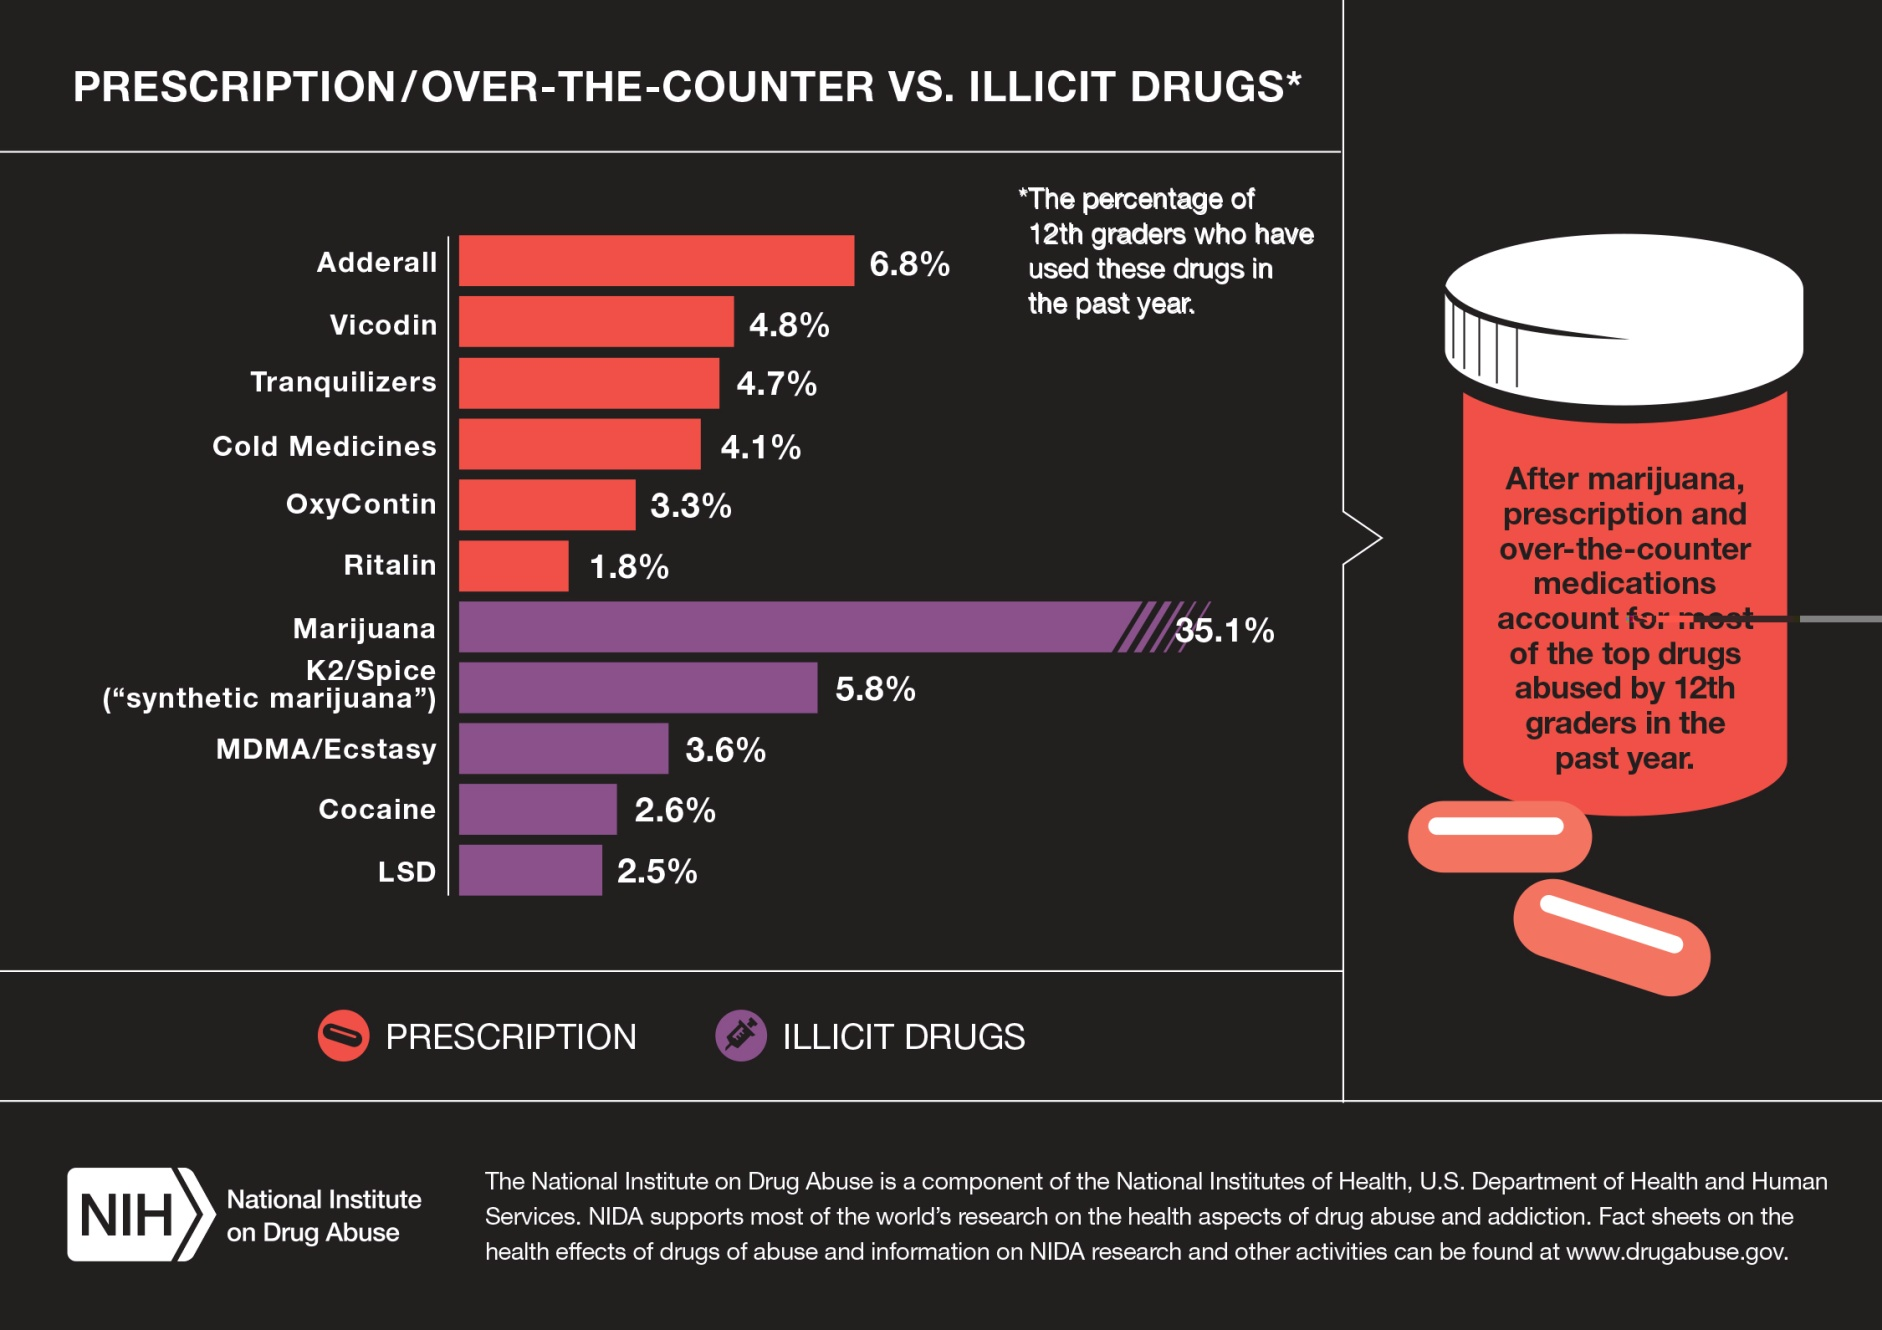 PRESCRIPTION/OVER-THE-COUNTER VS. ILLICIT DRUGS*
*The percentage of
12th graders who have
used these drugs in
the past year.
Adderall 6.8%
Vicodin 4.8%
Tranquilizers 4.7%
Cold Medicines 4.1%
OxyContin 3.3%
Ritalin 1.8%
Marijuana 35.1%
K2/Spice
(“synthetic marijuana”) 5.8%
MDMA/Ecstasy 3.6%
Cocaine 2.6%
LSD 2.5%
After marijuana,
prescription and
over-the-counter
medications
account for most
of the top drugs
abused by 12th
graders in the
past year.
PRESCRIPTION ILLICIT DRUGS
NIH
National Institute
on Drug Abuse
The National Institute on Drug Abuse is a component of the National Institutes of Health, U.S. Department of Health and Human
Services. NIDA supports most of the world’s research on the health aspects of drug abuse and addiction. Fact sheets on the
health effects of drugs of abuse and information on NIDA research and other activities can be found at www.drugabuse.gov.